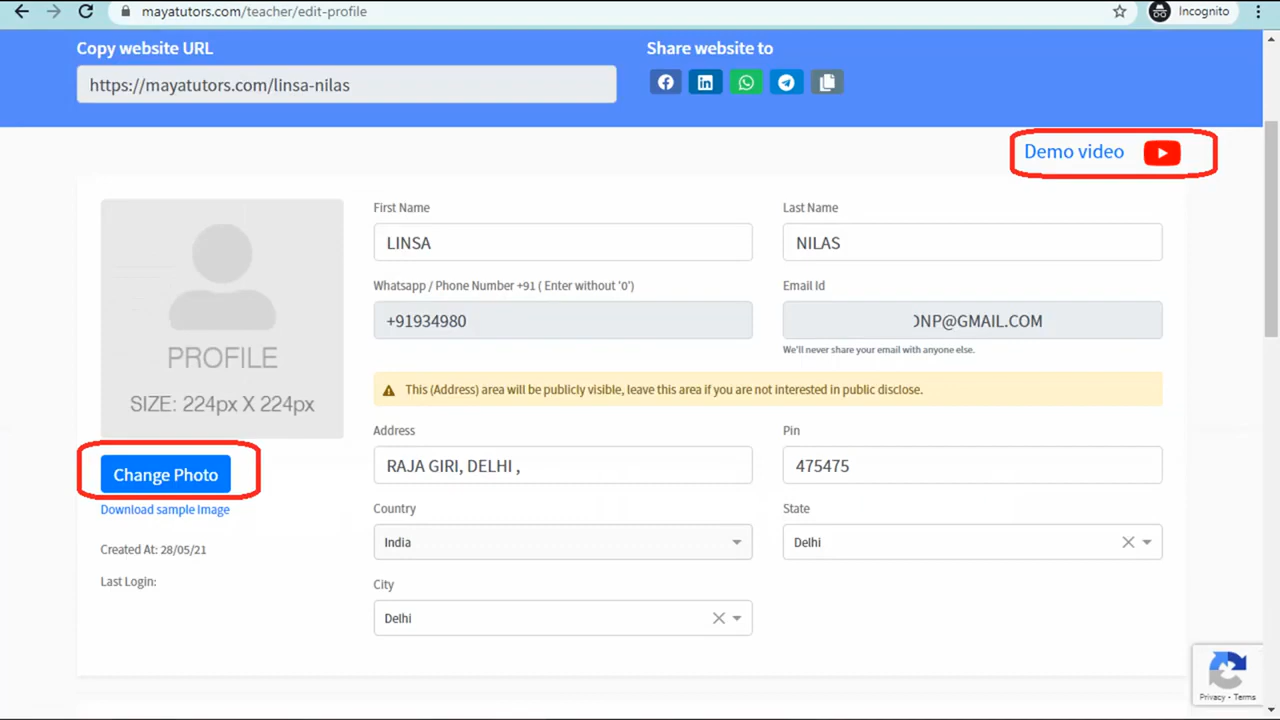 mayatutors.com/teacher/edit-profile
Incognito
Copy website URL
Share website to
https://mayatutors.com/linsa-nilas
Demo video
PROFILE
SIZE: 224px X 224px
Change Photo
Download sample Image
Created At: 28/05/21
Last Login:
First Name
Last Name
LINSA
NILAS
Whatsapp / Phone Number +91 ( Enter without '0')
Email Id
+91934980
NP@GMAIL.COM
We'll never share your email with anyone else.
This (Address) area will be publicly visible, leave this area if you are not interested in public disclose.
Address
Pin
RAJA GIRI, DELHI ,
475475
Country
State
India
Delhi
City
Delhi
Privacy - Terms